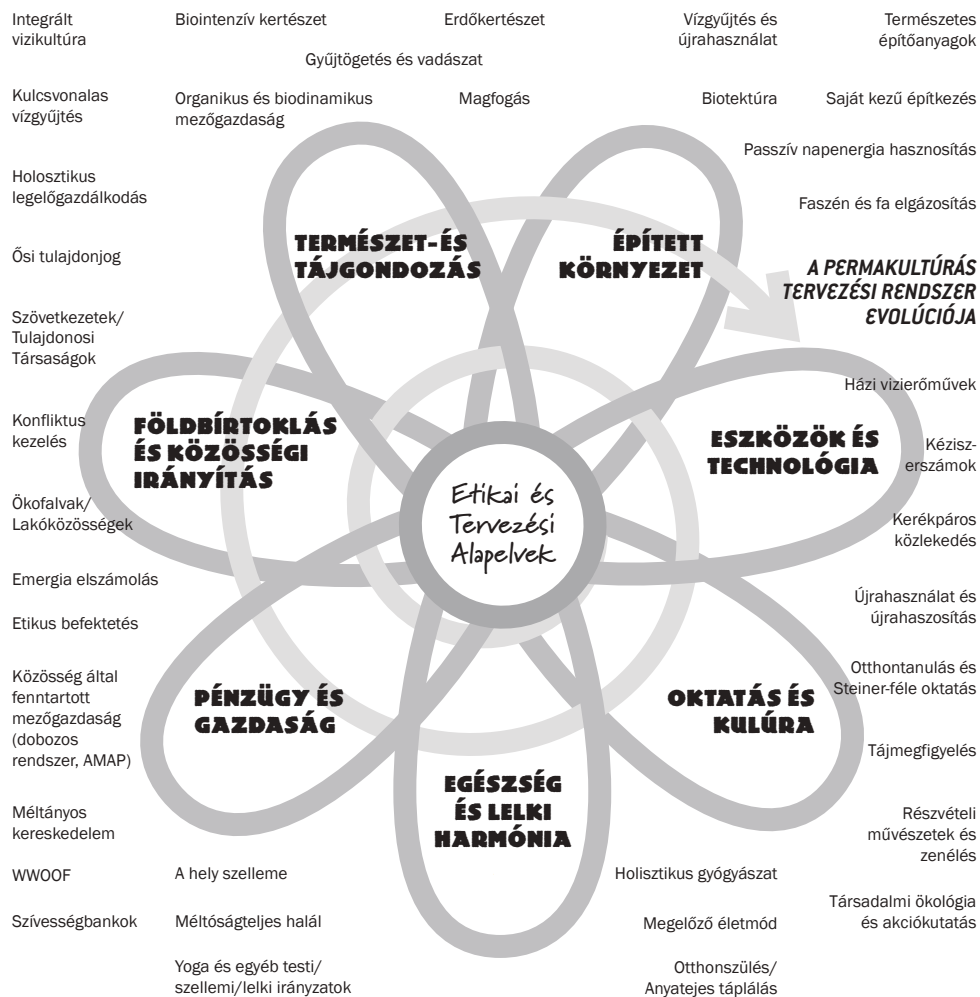 Integrált
vizikultúra
Biointenzív kertészet
Erdőkertészet
Vízgyűjtés és
újrahasználat
Természetes
építőanyagok
Gyűjtögetés és vadászat
Kulcsvonalas
vízgyűjtés
Organikus és biodinamikus
mezőgazdaság
Magfogás
Biotektúra
Saját kezű építkezés
Passzív napenergia hasznosítás
Holosztikus
legelőgazdálkodás
Faszén és fa elgázosítás
TERMÉSZET-ÉS
TÁJGONDOZÁS
ÉPÍTETT
KÖRNYEZET
Ősi tulajdonjog
A PERMAKULTÚRÁS
TERVEZÉSI RENDSZER
EVOLÚCIÓJA
Szövetkezetek/
Tulajdonosi
Társaságok
Házi vizierőművek
Konfliktus
kezelés
FÖLDBÍRTOKLÁS
ÉS KÖZÖSSÉGI
IRÁNYÍTÁS
ESZKÖZÖK ÉS
TECHNOLÓGIA
Kézisz-
erszámok
Etikai és
Tervezési
Alapelvek
Ökofalvak/
Lakóközösségek
Kerékpáros
közlekedés
Emergia elszámolás
Újrahasználat és
újrahaszosítás
Etikus befektetés
Közösség által
fenntartott
mezőgazdaság
(dobozos
rendszer, AMAP)
PÉNZÜGY ÉS
GAZDASÁG
OKTATÁS ÉS
KULÚRA
Otthontanulás és
Steiner-féle oktatás
Tájmegfigyelés
EGÉSZSÉG
ÉS LELKI
HARMÓNIA
Méltányos
kereskedelem
Részvételi
művészetek és
zenélés
WWOOF
A hely szelleme
Holisztikus gyógyászat
Szívességbankok
Méltóságteljes halál
Megelőző életmód
Társadalmi ökológia
és akciókutatás
Yoga és egyéb testi/
szellemi/lelki irányzatok
Otthonszülés/
Anyatejes táplálás